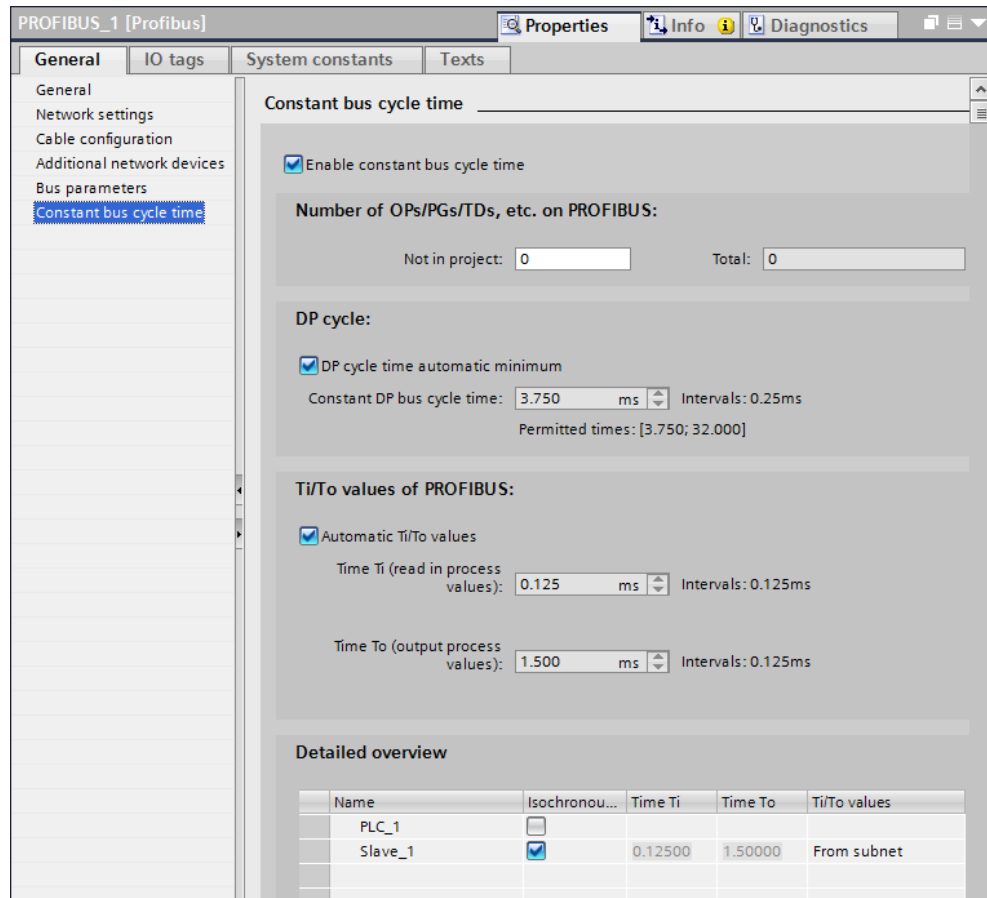 PROFIBUS_1 [Profibus]
Properties
Info
Diagnostics
General
IO tags
System constants
Texts
General
Network settings
Cable configuration
Additional network devices
Bus parameters
Constant bus cycle time
Constant bus cycle time
Enable constant bus cycle time
Number of OPs/PGs/TDs, etc. on PROFIBUS:
Not in project: 0 Total: 0
DP cycle:
DP cycle time automatic minimum
Constant DP bus cycle time: 3.750 ms Intervals: 0.25ms
Permitted times: [3.750; 32.000]
Ti/To values of PROFIBUS:
Automatic Ti/To values
Time Ti (read in process
values): 0.125 ms Intervals: 0.125ms
Time To (output process
values): 1.500 ms Intervals: 0.125ms
Detailed overview
Name Isochronou... Time Ti Time To Ti/To values
PLC_1
Slave_1 0.12500 1.50000 From subnet